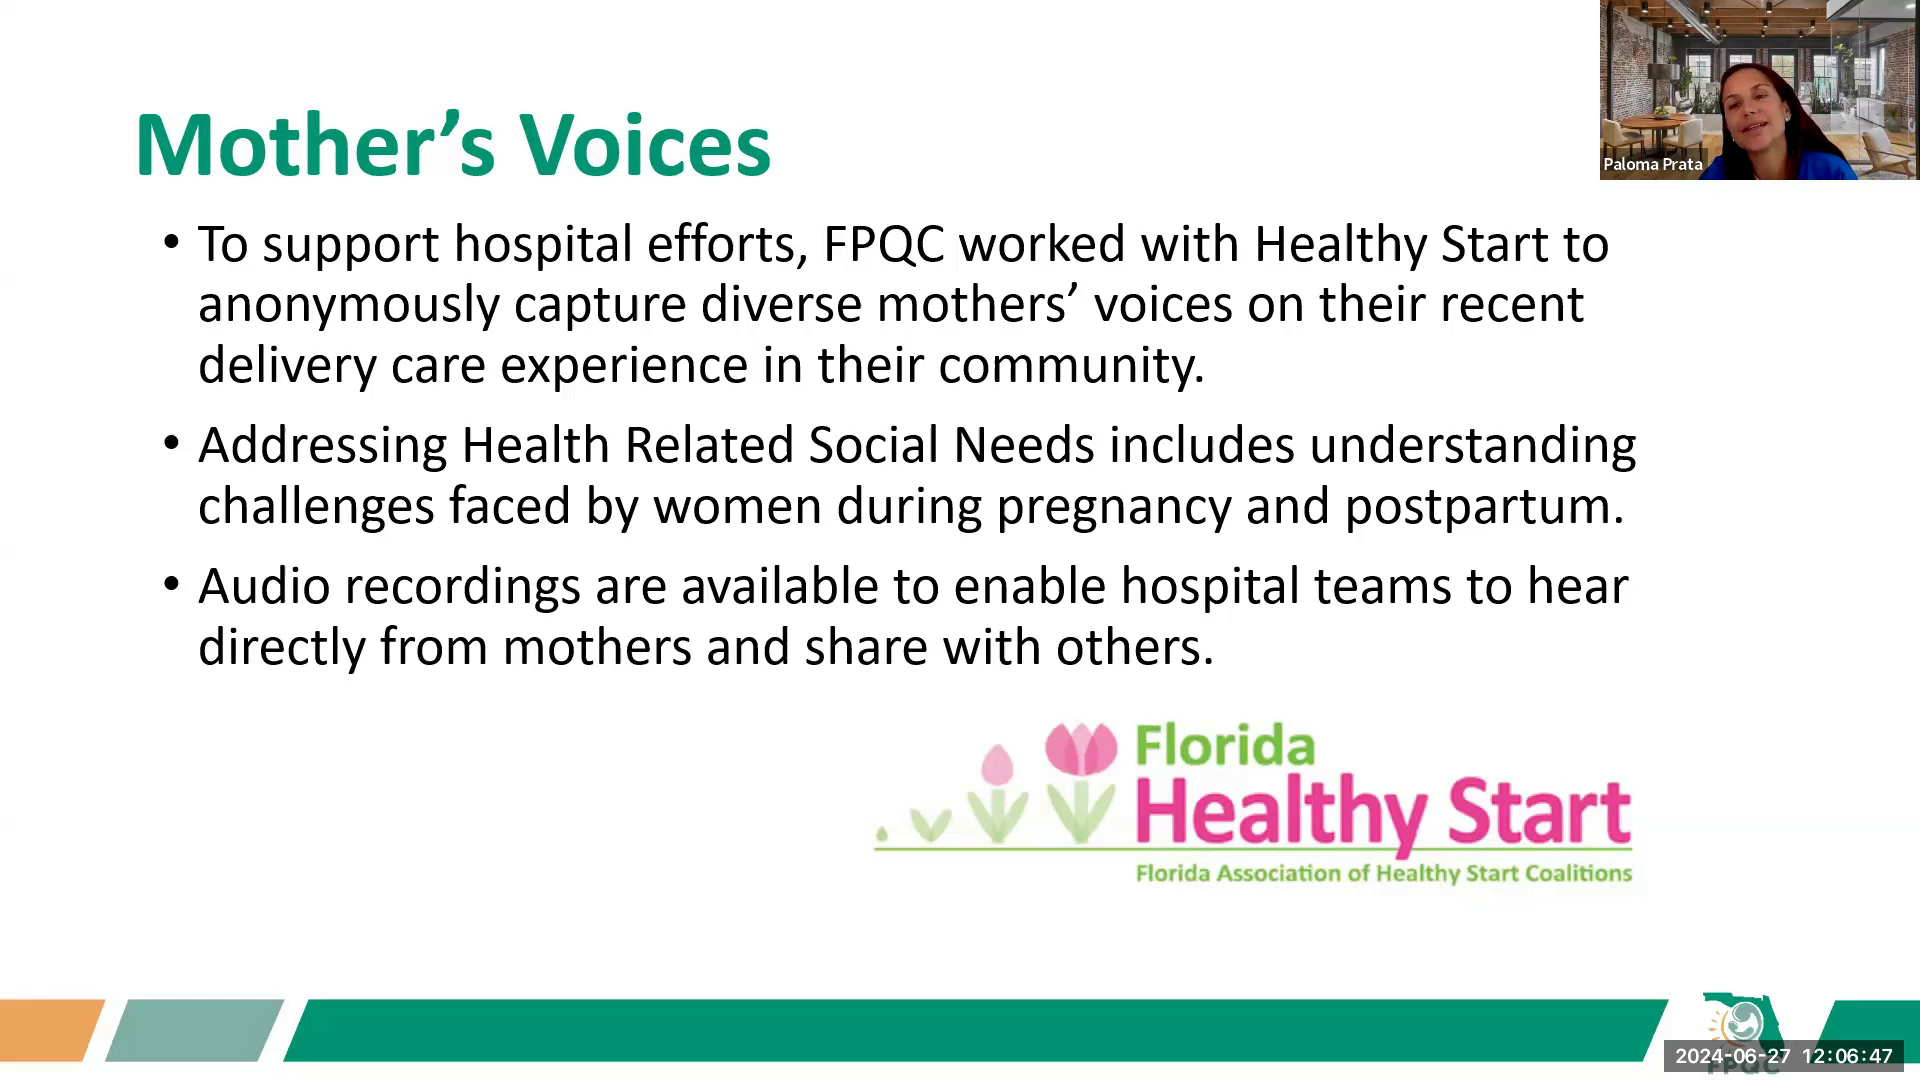 Mother’s Voices
Paloma Prata
• To support hospital efforts, FPQC worked with Healthy Start to
anonymously capture diverse mothers’ voices on their recent
delivery care experience in their community.
• Addressing Health Related Social Needs includes understanding
challenges faced by women during pregnancy and postpartum.
• Audio recordings are available to enable hospital teams to hear
directly from mothers and share with others.
Florida
Healthy Start
Florida Association of Healthy Start Coalitions
2024-06-27 12:06:47
FPQC